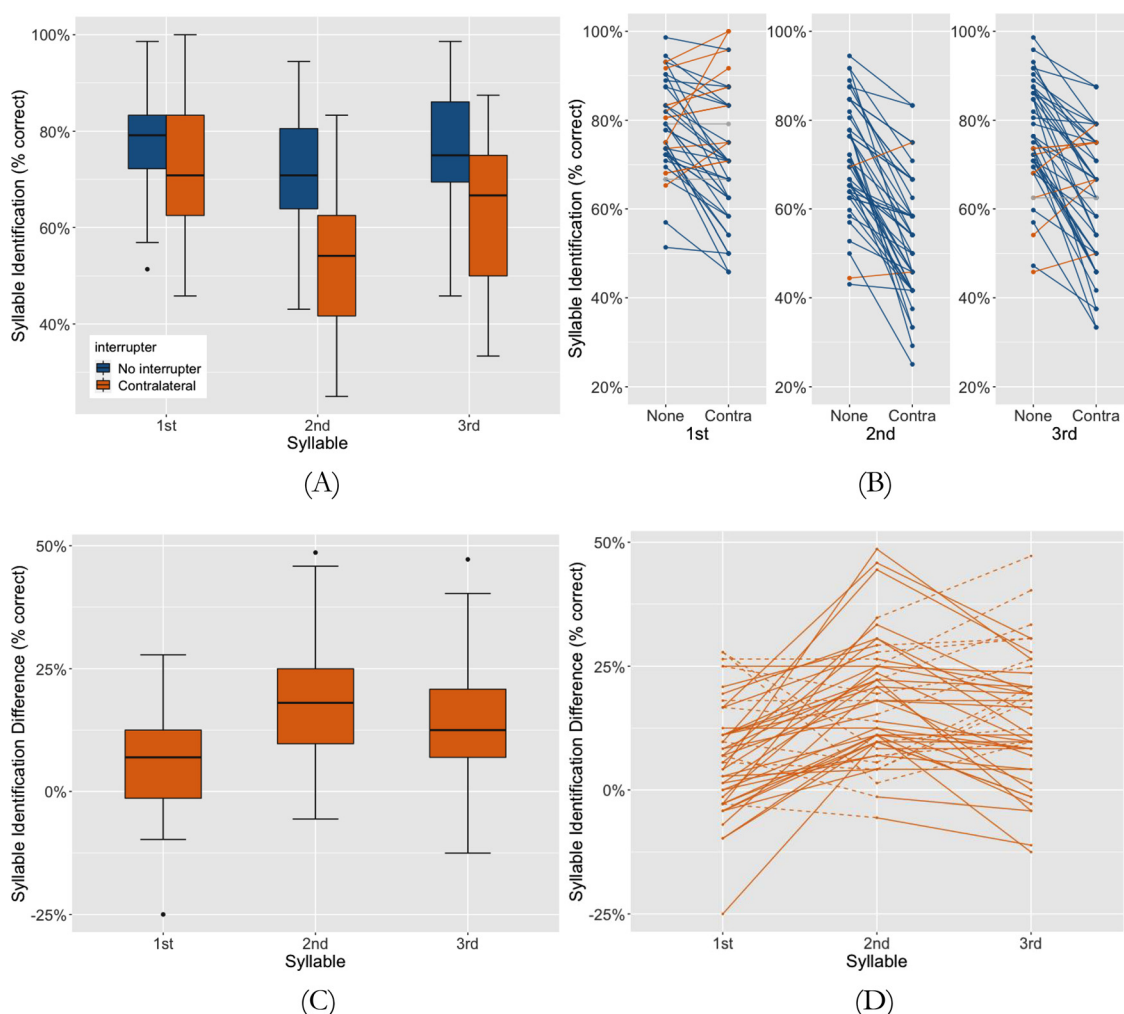 Syllable Identification (% correct)
100%
80%
60%
40%
interrupter
No interrupter
Contralateral
1st
2nd
3rd
Syllable
(A)
Syllable Identification (% correct)
100%
80%
60%
40%
20%
None
Contra
1st
100%
80%
60%
40%
20%
None
Contra
2nd
100%
80%
60%
40%
20%
None
Contra
3rd
(B)
Syllable Identification Difference (% correct)
50%
25%
0%
-25%
1st
2nd
3rd
Syllable
(C)
Syllable Identification Difference (% correct)
50%
25%
0%
-25%
1st
2nd
3rd
Syllable
(D)